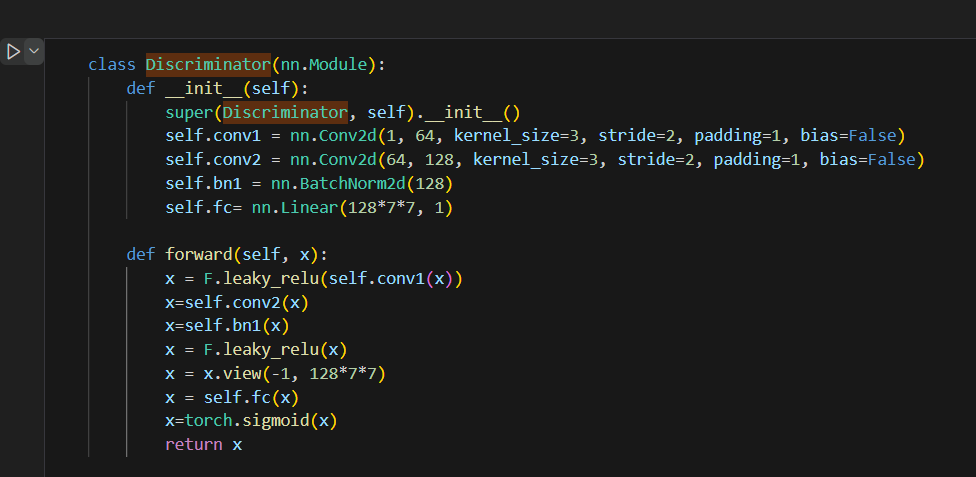 class Discriminator(nn.Module):
    def __init__(self):
        super(Discriminator, self).__init__()
        self.conv1 = nn.Conv2d(1, 64, kernel_size=3, stride=2, padding=1, bias=False)
        self.conv2 = nn.Conv2d(64, 128, kernel_size=3, stride=2, padding=1, bias=False)
        self.bn1 = nn.BatchNorm2d(128)
        self.fc= nn.Linear(128*7*7, 1)

    def forward(self, x):
        x = F.leaky_relu(self.conv1(x))
        x=self.conv2(x)
        x=self.bn1(x)
        x = F.leaky_relu(x)
        x = x.view(-1, 128*7*7)
        x = self.fc(x)
        x=torch.sigmoid(x)
        return x